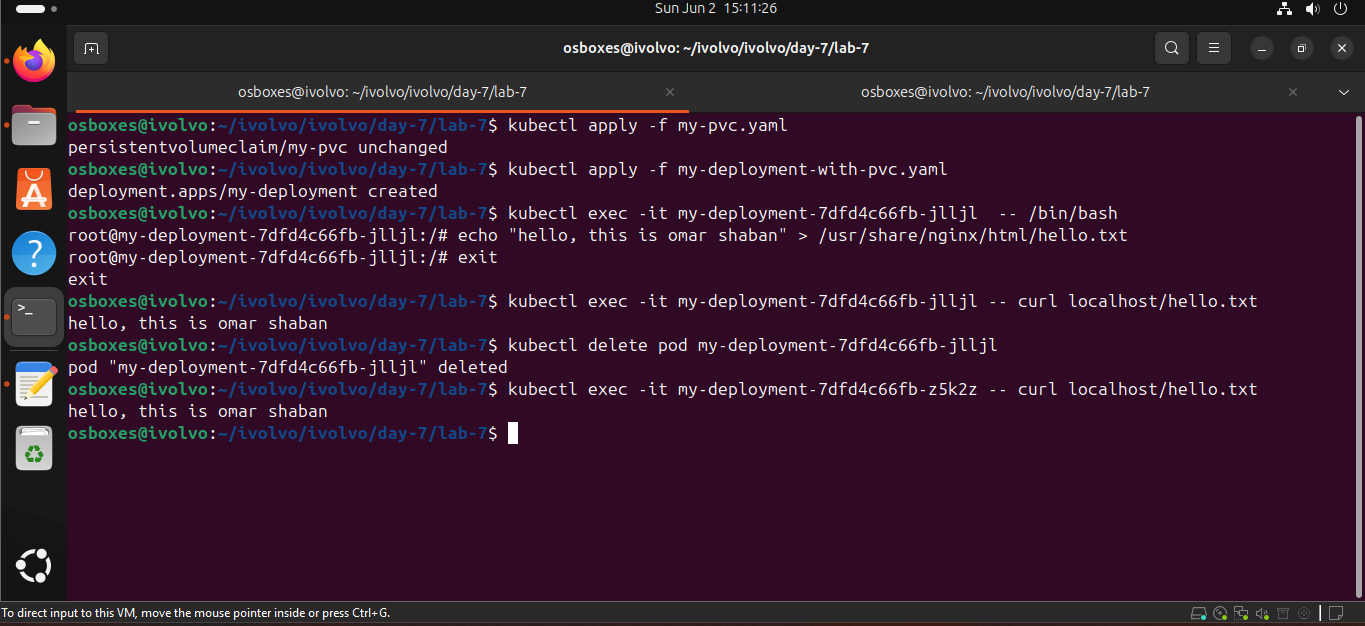 Sun Jun 2 15:11:26
osboxes@ivolvo: ~/ivolvo/ivolvo/day-7/lab-7
osboxes@ivolvo: ~/ivolvo/ivolvo/day-7/lab-7
osboxes@ivolvo: ~/ivolvo/ivolvo/day-7/lab-7
osboxes@ivolvo:~/ivolvo/ivolvo/day-7/lab-7$ kubectl apply -f my-pvc.yaml
persistentvolumeclaim/my-pvc unchanged
osboxes@ivolvo:~/ivolvo/ivolvo/day-7/lab-7$ kubectl apply -f my-deployment-with-pvc.yaml
deployment.apps/my-deployment created
osboxes@ivolvo:~/ivolvo/ivolvo/day-7/lab-7$ kubectl exec -it my-deployment-7dfd4c66fb-jlljl  -- /bin/bash
root@my-deployment-7dfd4c66fb-jlljl:/# echo "hello, this is omar shaban" > /usr/share/nginx/html/hello.txt
root@my-deployment-7dfd4c66fb-jlljl:/# exit
exit
osboxes@ivolvo:~/ivolvo/ivolvo/day-7/lab-7$ kubectl exec -it my-deployment-7dfd4c66fb-jlljl -- curl localhost/hello.txt
hello, this is omar shaban
osboxes@ivolvo:~/ivolvo/ivolvo/day-7/lab-7$ kubectl delete pod my-deployment-7dfd4c66fb-jlljl
pod "my-deployment-7dfd4c66fb-jlljl" deleted
osboxes@ivolvo:~/ivolvo/ivolvo/day-7/lab-7$ kubectl exec -it my-deployment-7dfd4c66fb-z5k2z -- curl localhost/hello.txt
hello, this is omar shaban
osboxes@ivolvo:~/ivolvo/ivolvo/day-7/lab-7$
To direct input to this VM, move the mouse pointer inside or press Ctrl+G.